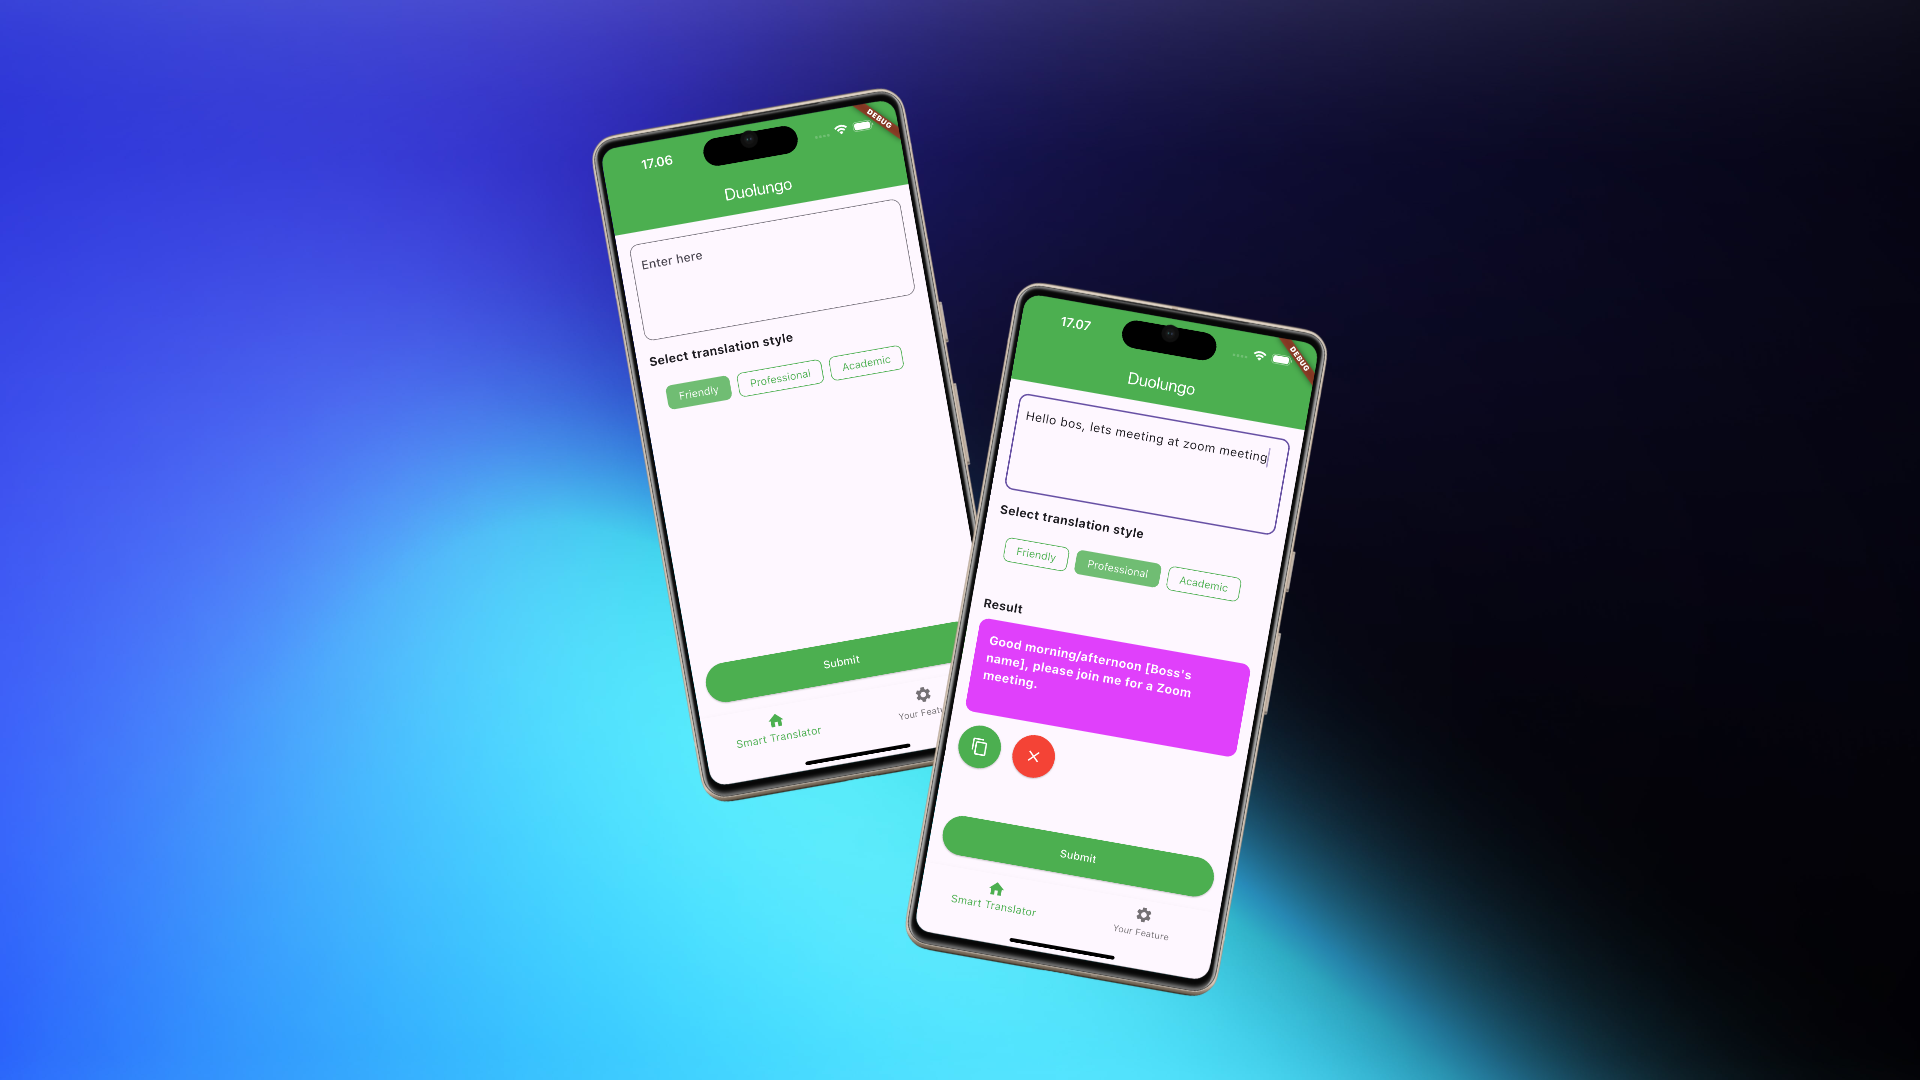 17.06
DEBUG
Duolungo
Enter here
Select translation style
Friendly
Professional
Academic
Submit
Smart Translator
Your
17.07
DEBUG
Duolungo
Hello bos, lets meeting at zoom meeting
Select translation style
Friendly
Professional
Academic
Result
Good morning/afternoon [Boss's
name], please join me for a Zoom
meeting.
Submit
Smart Translator
Your Feature